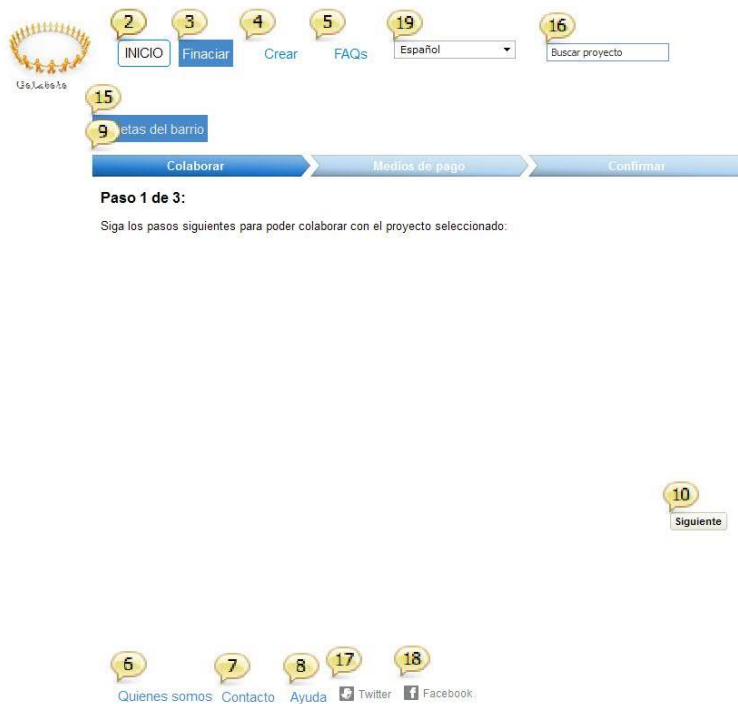 2 3 4 5 19 16
INICIO Finaciar Crear FAQs Español Buscar proyecto
15
9 etas del barrio
Colaborar Medios de pago Confirmar
Paso 1 de 3:
Siga los pasos siguientes para poder colaborar con el proyecto seleccionado:
10
Siguiente
6 7 8 17 18
Quienes somos Contacto Ayuda Twitter Facebook